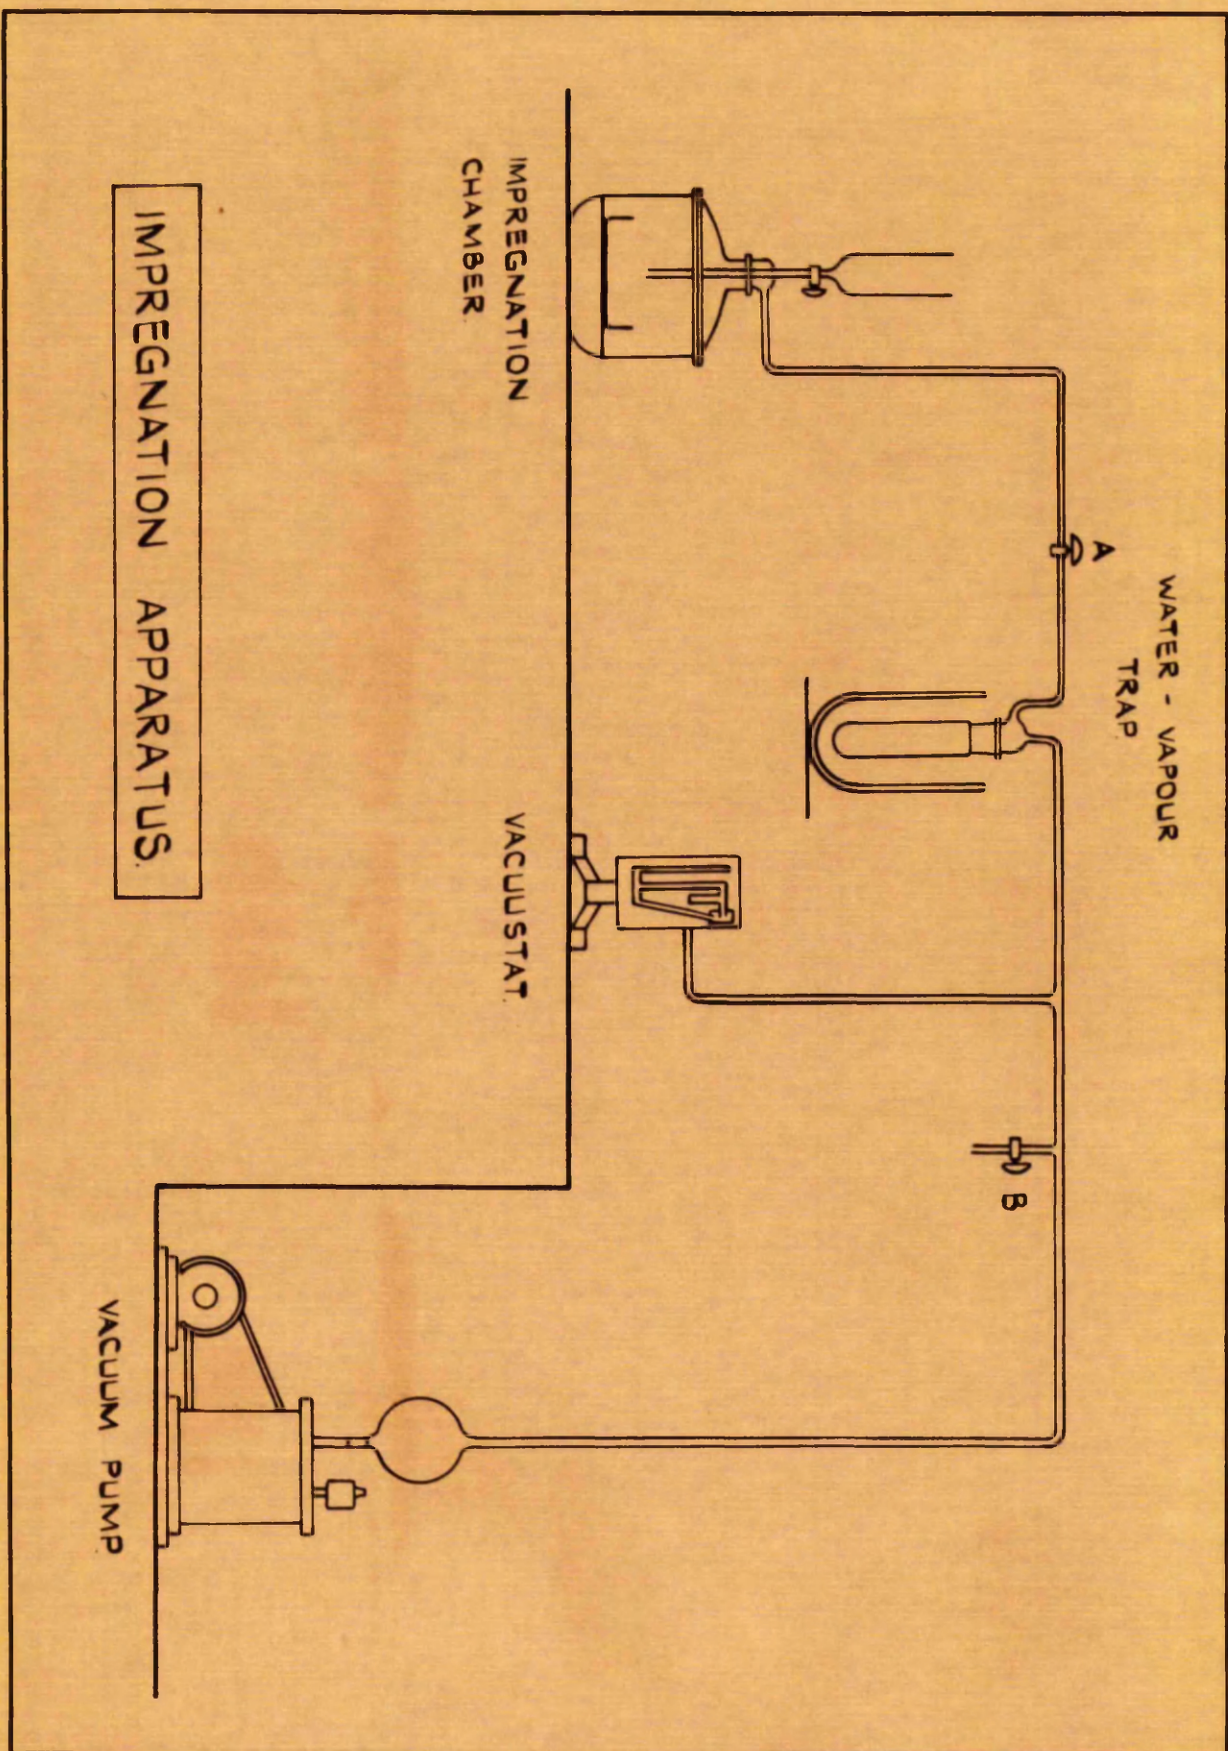 WATER - VAPOUR
TRAP
A
B
IMPREGNATION
CHAMBER.
VACUUSTAT.
VACUUM PUMP
IMPREGNATION APPARATUS.